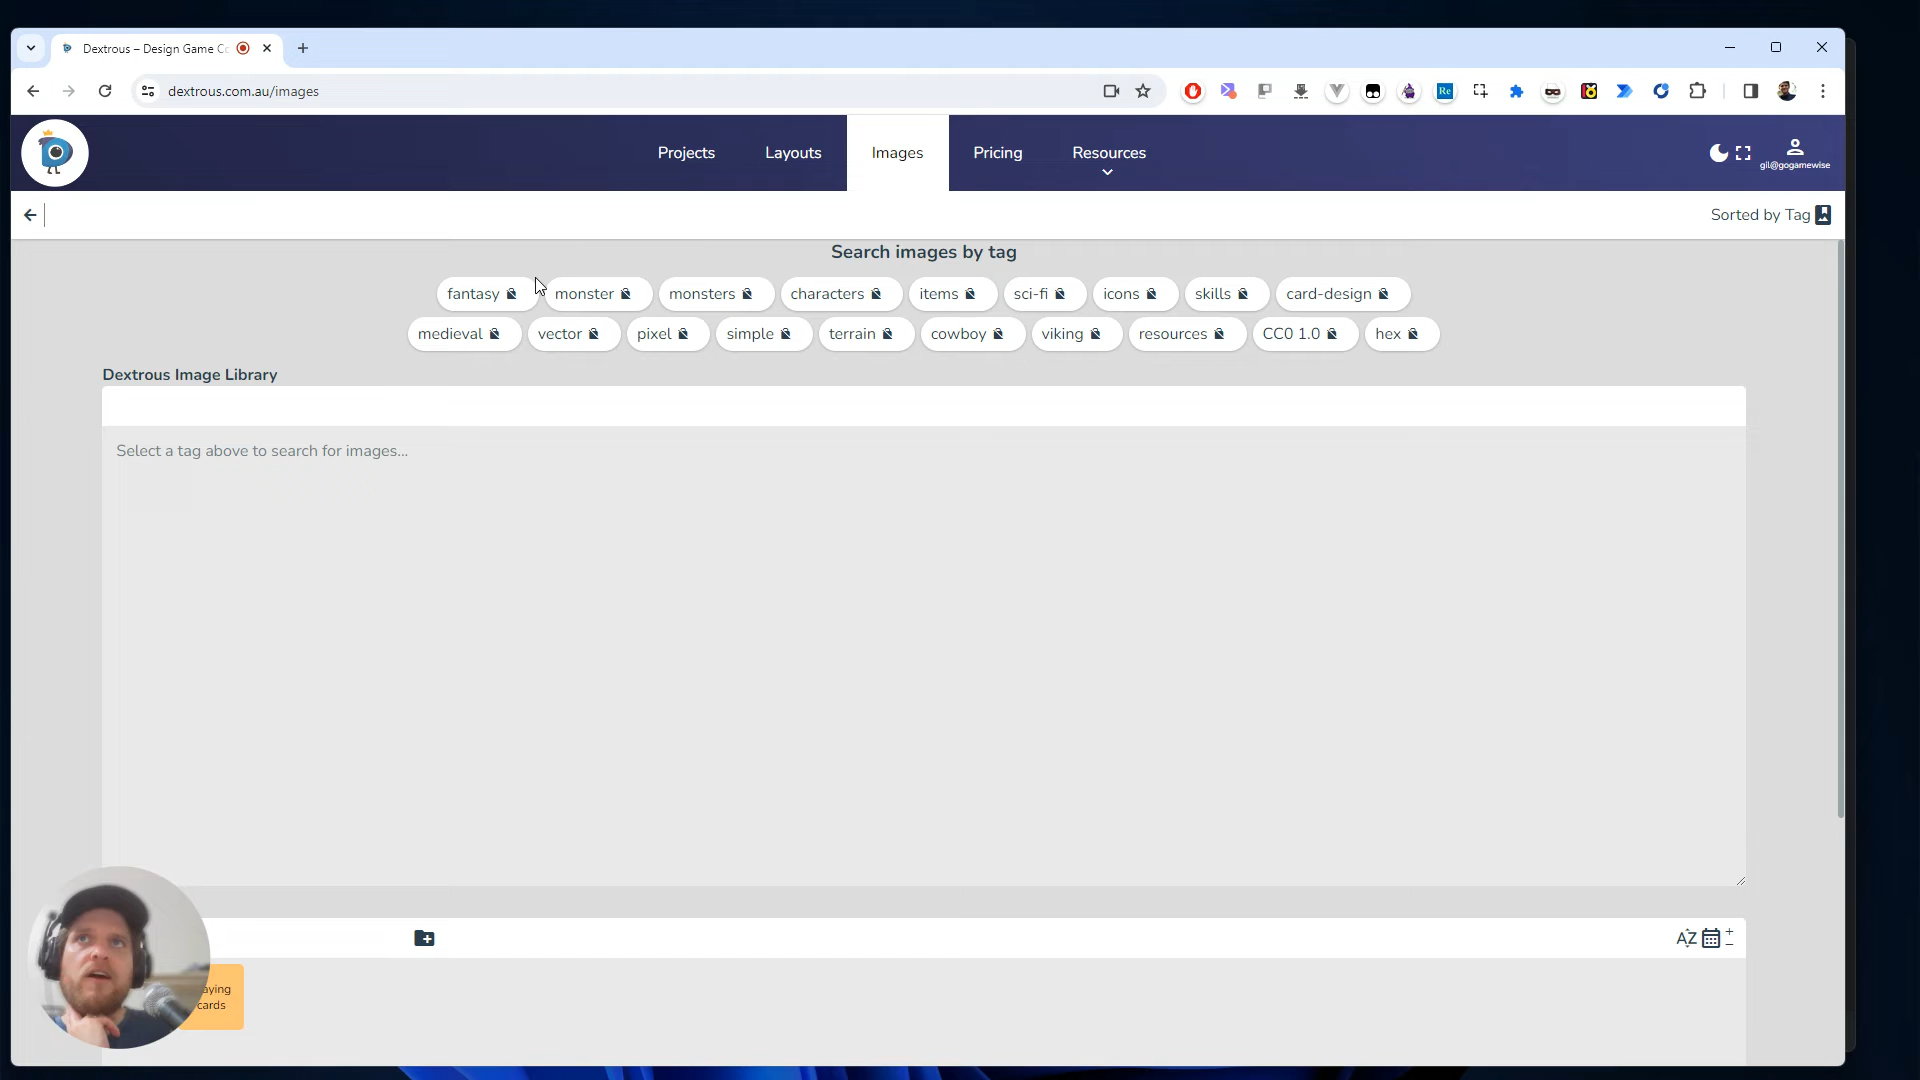 Dextrous – Design Game Co
dextrous.com.au/images
Re
Projects
Layouts
Images
Pricing
Resources
gil@gogamewise
Sorted by Tag
Search images by tag
fantasy
monster
monsters
characters
items
sci-fi
icons
skills
card-design
medieval
vector
pixel
simple
terrain
cowboy
viking
resources
CC0 1.0
hex
Dextrous Image Library
Select a tag above to search for images...
AZ
aying
cards